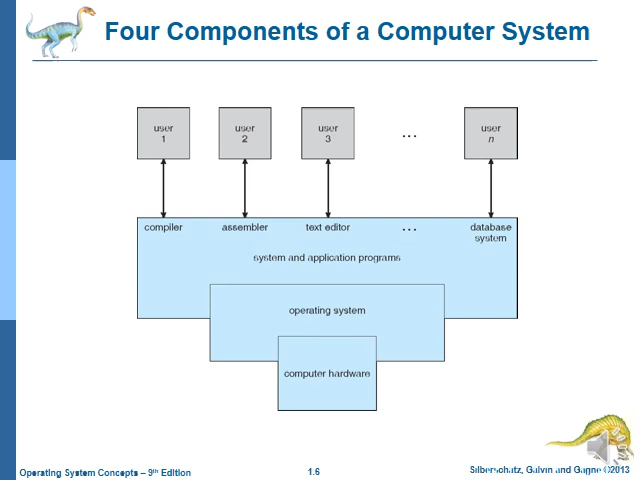 Four Components of a Computer System
user
1
user
2
user
3
...
user
n
compiler
assembler
text editor
...
database
system
system and application programs
operating system
computer hardware
Operating System Concepts – 9th Edition
1.6
Silberschatz, Galvin and Gagne ©2013